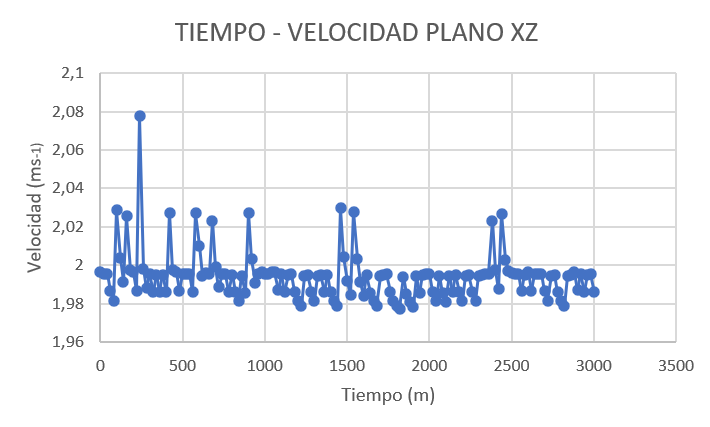 TIEMPO - VELOCIDAD PLANO XZ
2,1
2,08
2,06
2,04
2,02
2
1,98
1,96
Velocidad (ms-1)
0 500 1000 1500 2000 2500 3000 3500
Tiempo (m)